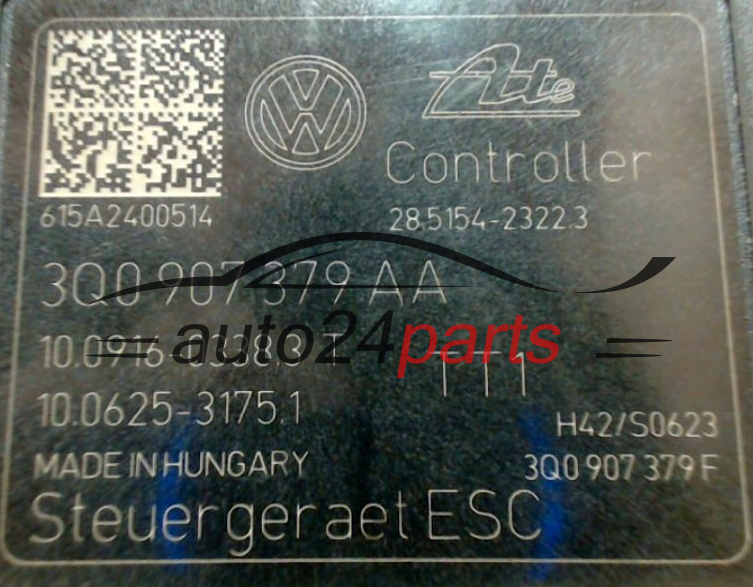 Ate
Controller
615A2400514
28.5154-2322.3
3Q0 907 379 AA
auto24parts
TT1
10.0625-3175.1
H42/S0623
MADE IN HUNGARY
3Q0 907 379 F
Steuergeraet ESC